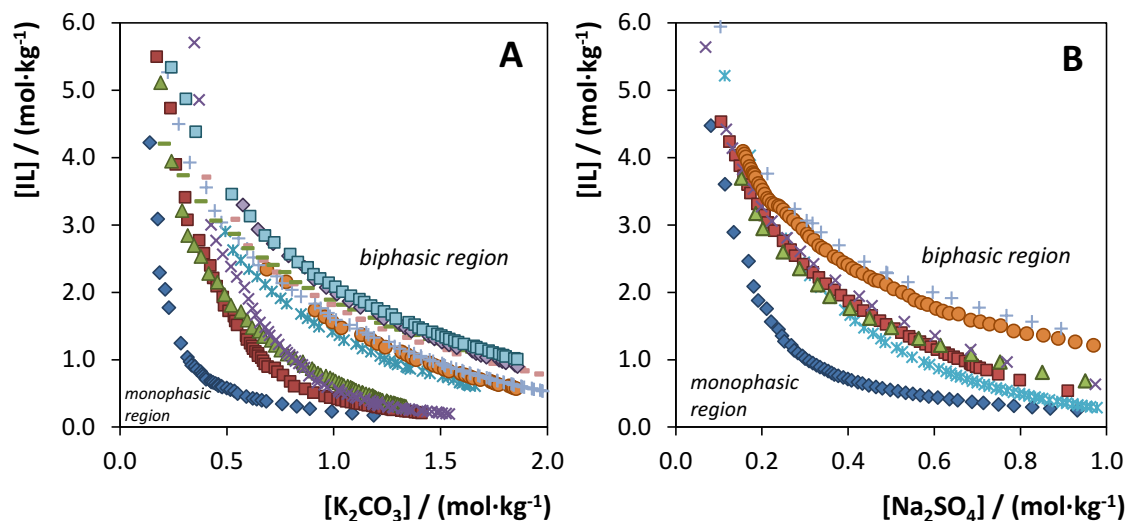 A
[IL] / (mol·kg⁻¹)
6.0
5.0
4.0
3.0
2.0
1.0
0.0
biphasic region
monophasic
region
0.0 0.5 1.0 1.5 2.0
[K₂CO₃] / (mol·kg⁻¹)
B
[IL] / (mol·kg⁻¹)
6.0
5.0
4.0
3.0
2.0
1.0
0.0
biphasic region
monophasic
region
0.0 0.2 0.4 0.6 0.8 1.0
[Na₂SO₄] / (mol·kg⁻¹)